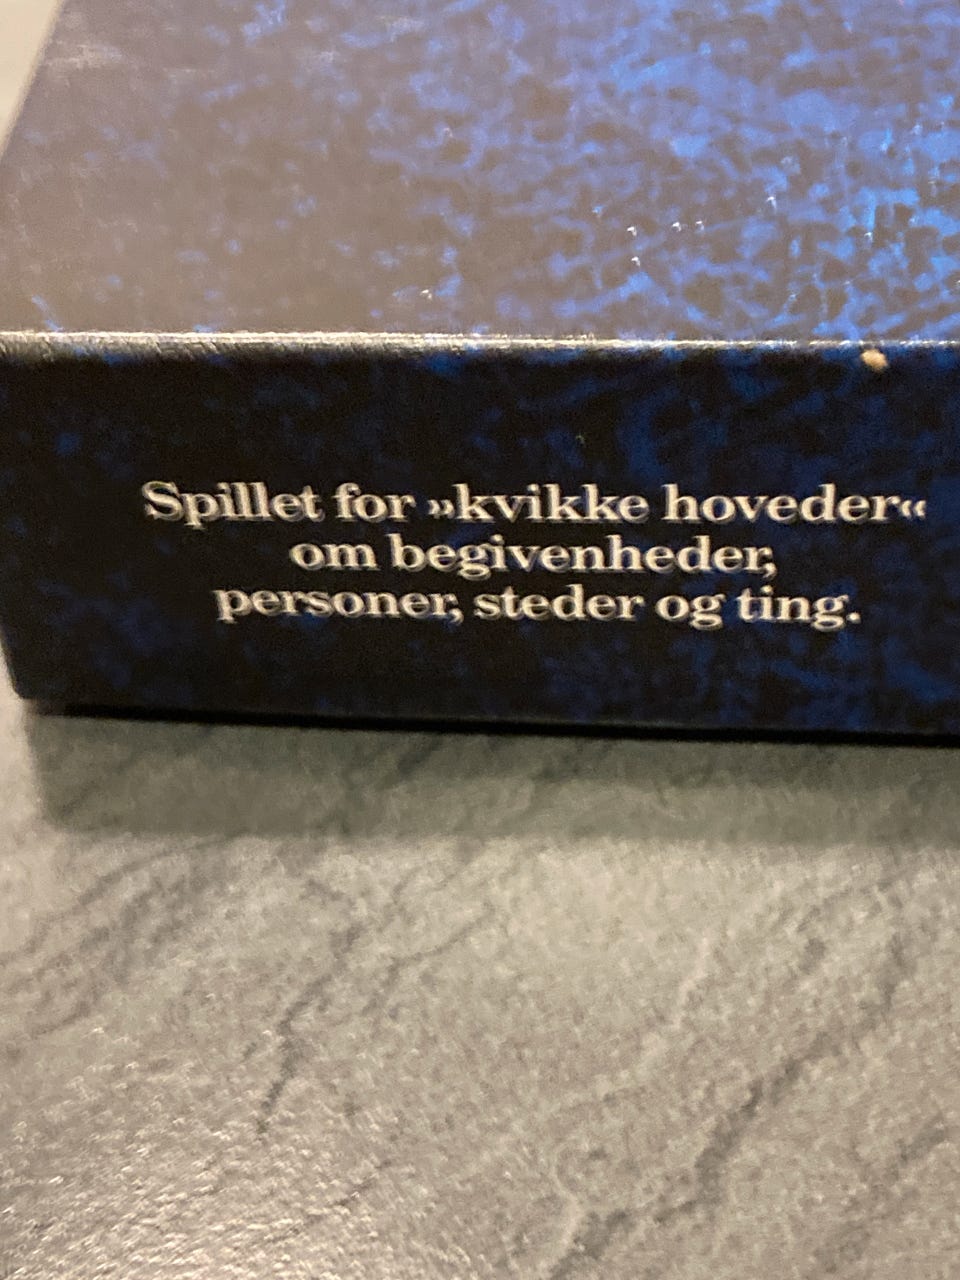 Spillet for »kvikke hoveder«
om begivenheder,
personer, steder og ting.